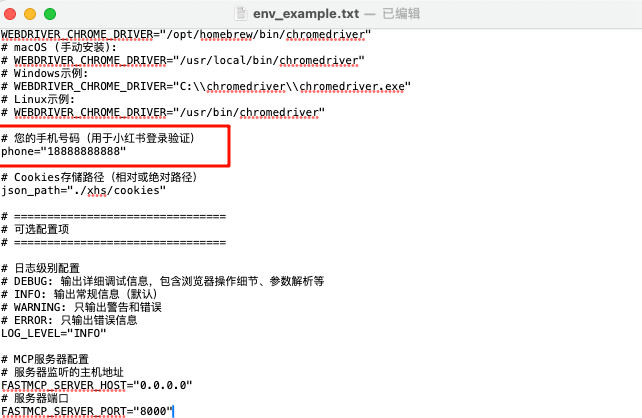 env_example.txt — 已编辑
WEBDRIVER_CHROME_DRIVER="/opt/homebrew/bin/chromedriver"
# macOS (手动安装):
# WEBDRIVER_CHROME_DRIVER="/usr/local/bin/chromedriver"
# Windows示例:
# WEBDRIVER_CHROME_DRIVER="C:\\chromedriver\\chromedriver.exe"
# Linux示例:
# WEBDRIVER_CHROME_DRIVER="/usr/bin/chromedriver"
# 您的手机号码（用于小红书登录验证）
phone="18888888888"
# Cookies存储路径（相对或绝对路径）
json_path="./xhs/cookies"
# ================================
# 可选配置项
# ================================
# 日志级别配置
# DEBUG: 输出详细调试信息，包含浏览器操作细节、参数解析等
# INFO: 输出常规信息（默认）
# WARNING: 只输出警告和错误
# ERROR: 只输出错误信息
LOG_LEVEL="INFO"
# MCP服务器配置
# 服务器监听的主机地址
FASTMCP_SERVER_HOST="0.0.0.0"
# 服务器端口
FASTMCP_SERVER_PORT="8000"